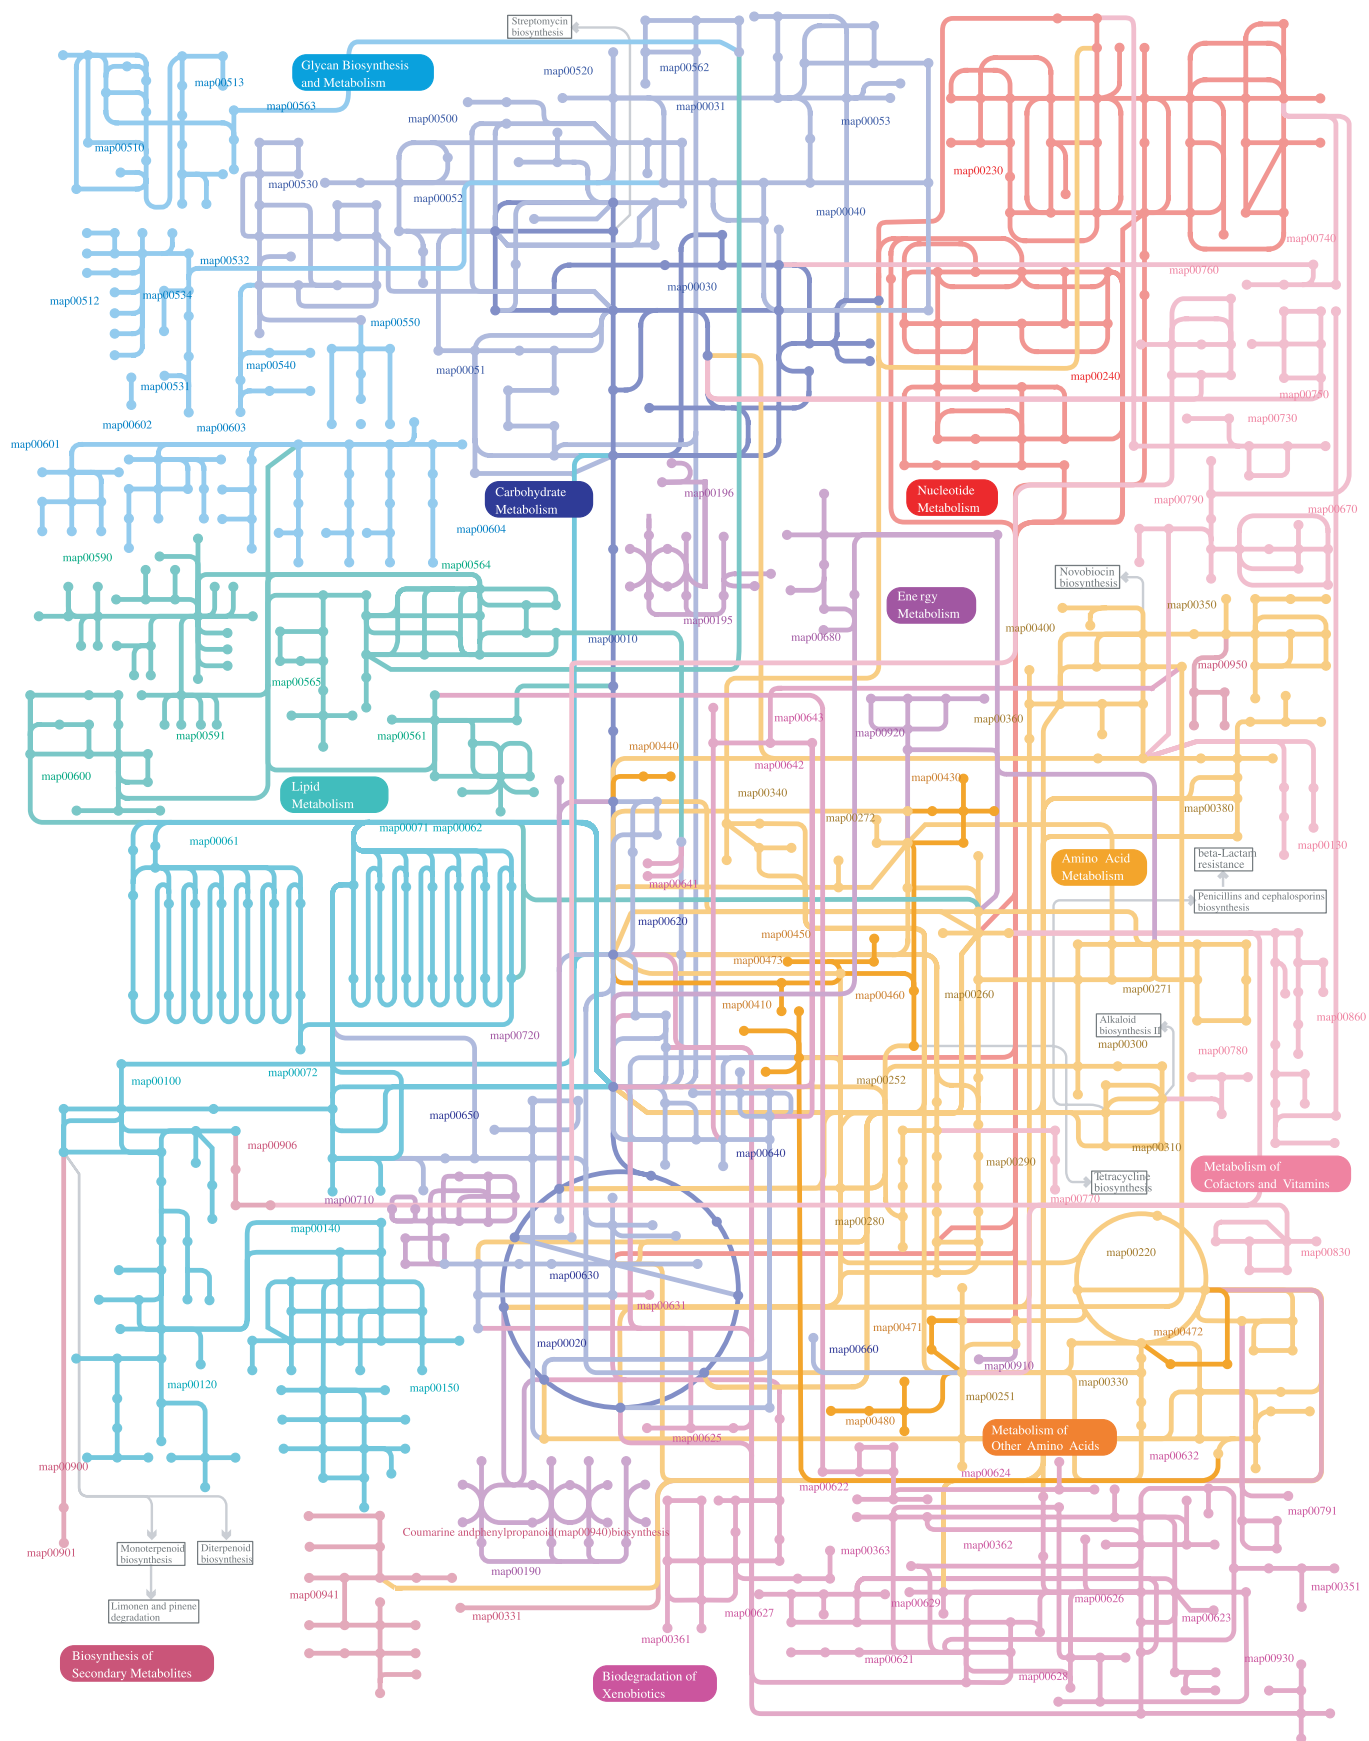 Streptomycin
biosynthesis
map00520
map00562
Glycan Biosynthesis
and Metabolism
map00513
map00563
map00031
map00500
map00053
map00510
map00230
map00530
map00052
map00040
map00740
map00532
map00760
map00512
map00534
map00030
map00550
map00540
map00051
map00240
map00531
map00750
map00602
map00603
map00730
map00601
Carbohydrate
Metabolism
map00196
Nucleotide
Metabolism
map00790
map00670
map00604
map00590
map00564
Novobiocin
biosynthesis
Ene rgy
Metabolism
map00350
map00195
map00400
map00010
map00680
map00950
map00565
map00643
map00360
map00591
map00561
map00920
map00440
map00642
map00600
map00430
Lipid
Metabolism
map00340
map00380
map00272
map00071
map00062
map00061
map00130
beta-Lactam
resistance
Amino Acid
Metabolism
map00641
Penicillins and cephalosporins
biosynthesis
map00620
map00450
map00473
map00271
map00460
map00260
map00410
map00860
Alkaloid
biosynthesis II
map00720
map00300
map00780
map00072
map00100
map00252
map00650
map00906
map00310
map00640
map00290
Metabolism of
Cofactors and Vitamins
Tetracycline
biosynthesis
map00710
map00770
map00140
map00280
map00220
map00830
map00630
map00631
map00471
map00472
map00020
map00660
map00910
map00120
map00150
map00251
map00330
map00480
Metabolism of
Other Amino Acids
map00625
map00632
map00900
map00624
map00622
map00791
Coumarine andphenylpropanoid(map00940)biosynthesis
map00362
Monoterpenoid
biosynthesis
Diterpenoid
biosynthesis
map00901
map00363
map00190
map00351
map00941
map00626
map00629
Limonen and pinene
degradation
map00331
map00627
map00623
map00361
Biosynthesis of
Secondary Metabolites
map00621
map00930
Biodegradation of
Xenobiotics
map00628